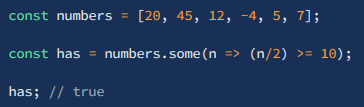 const numbers = [20, 45, 12, -4, 5, 7];
const has = numbers.some(n => (n/2) >= 10);
has; // true